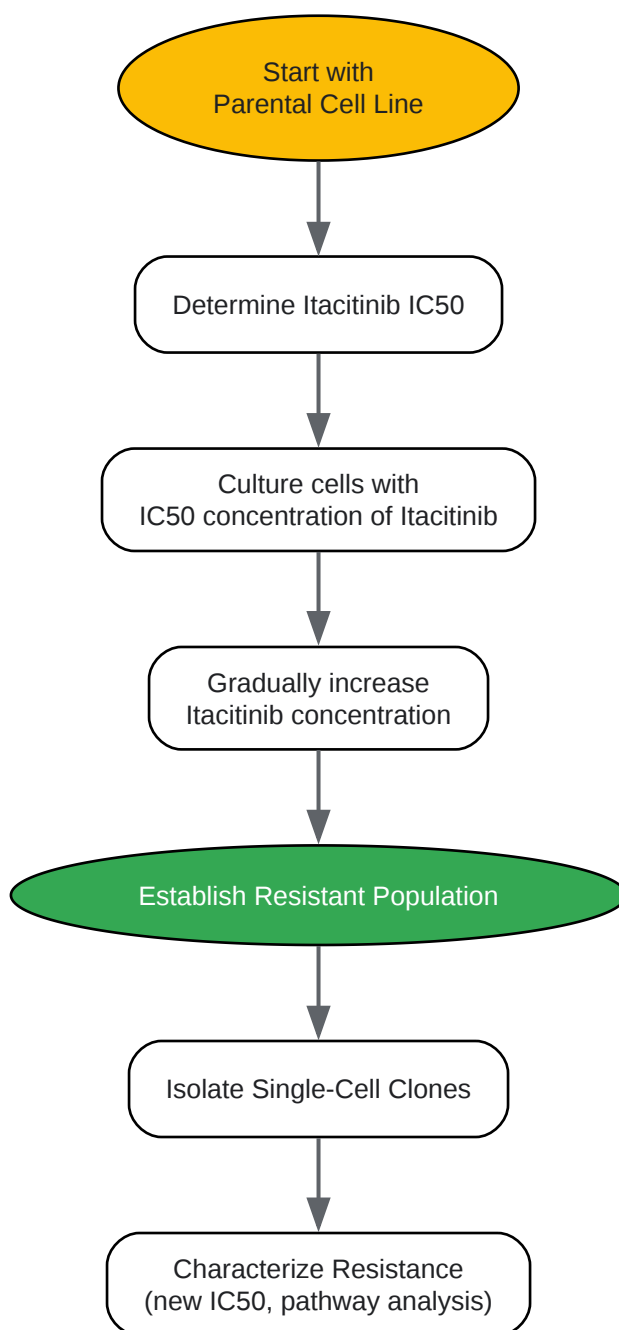 Start with
Parental Cell Line
Determine Itacitinib IC50
Culture cells with
IC50 concentration of Itacitinib
Gradually increase
Itacitinib concentration
Establish Resistant Population
Isolate Single-Cell Clones
Characterize Resistance
(new IC50, pathway analysis)